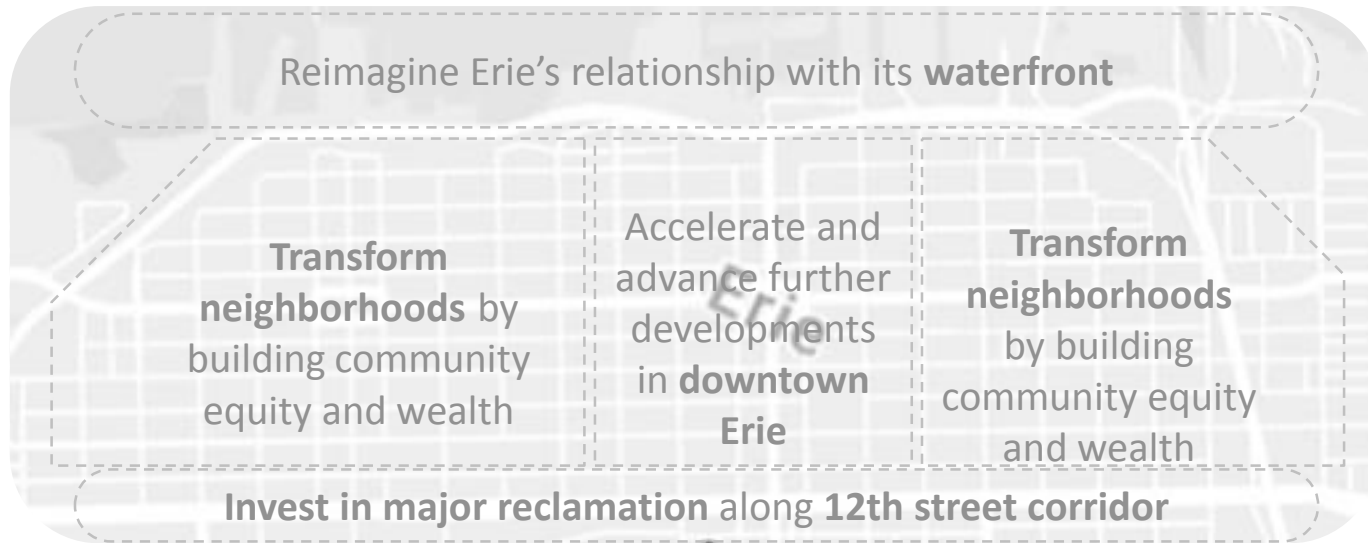 Reimagine Erie's relationship with its waterfront
Transform
neighborhoods by
building community
equity and wealth
Accelerate and
advance further
developments
in downtown
Erie
Erie
Transform
neighborhoods
by building
community equity
and wealth
Invest in major reclamation along 12th street corridor